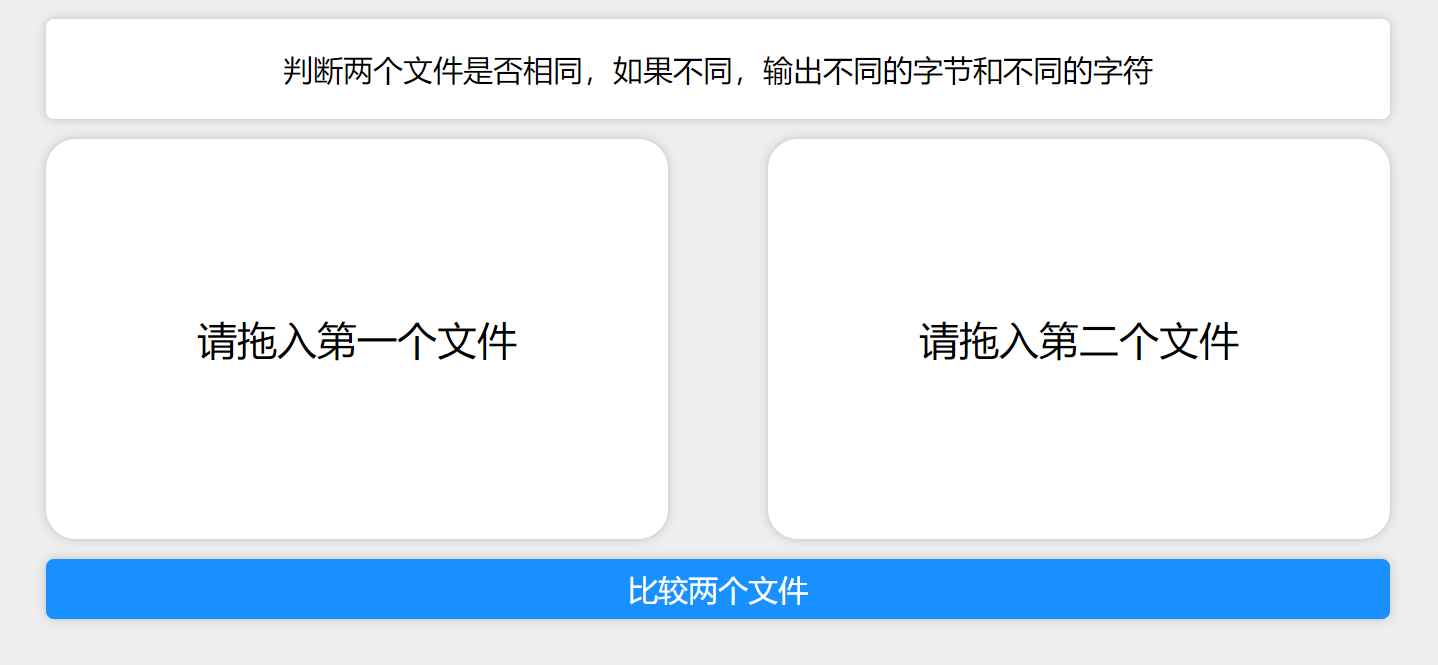 判断两个文件是否相同，如果不同，输出不同的字节和不同的字符
请拖入第一个文件
请拖入第二个文件
比较两个文件